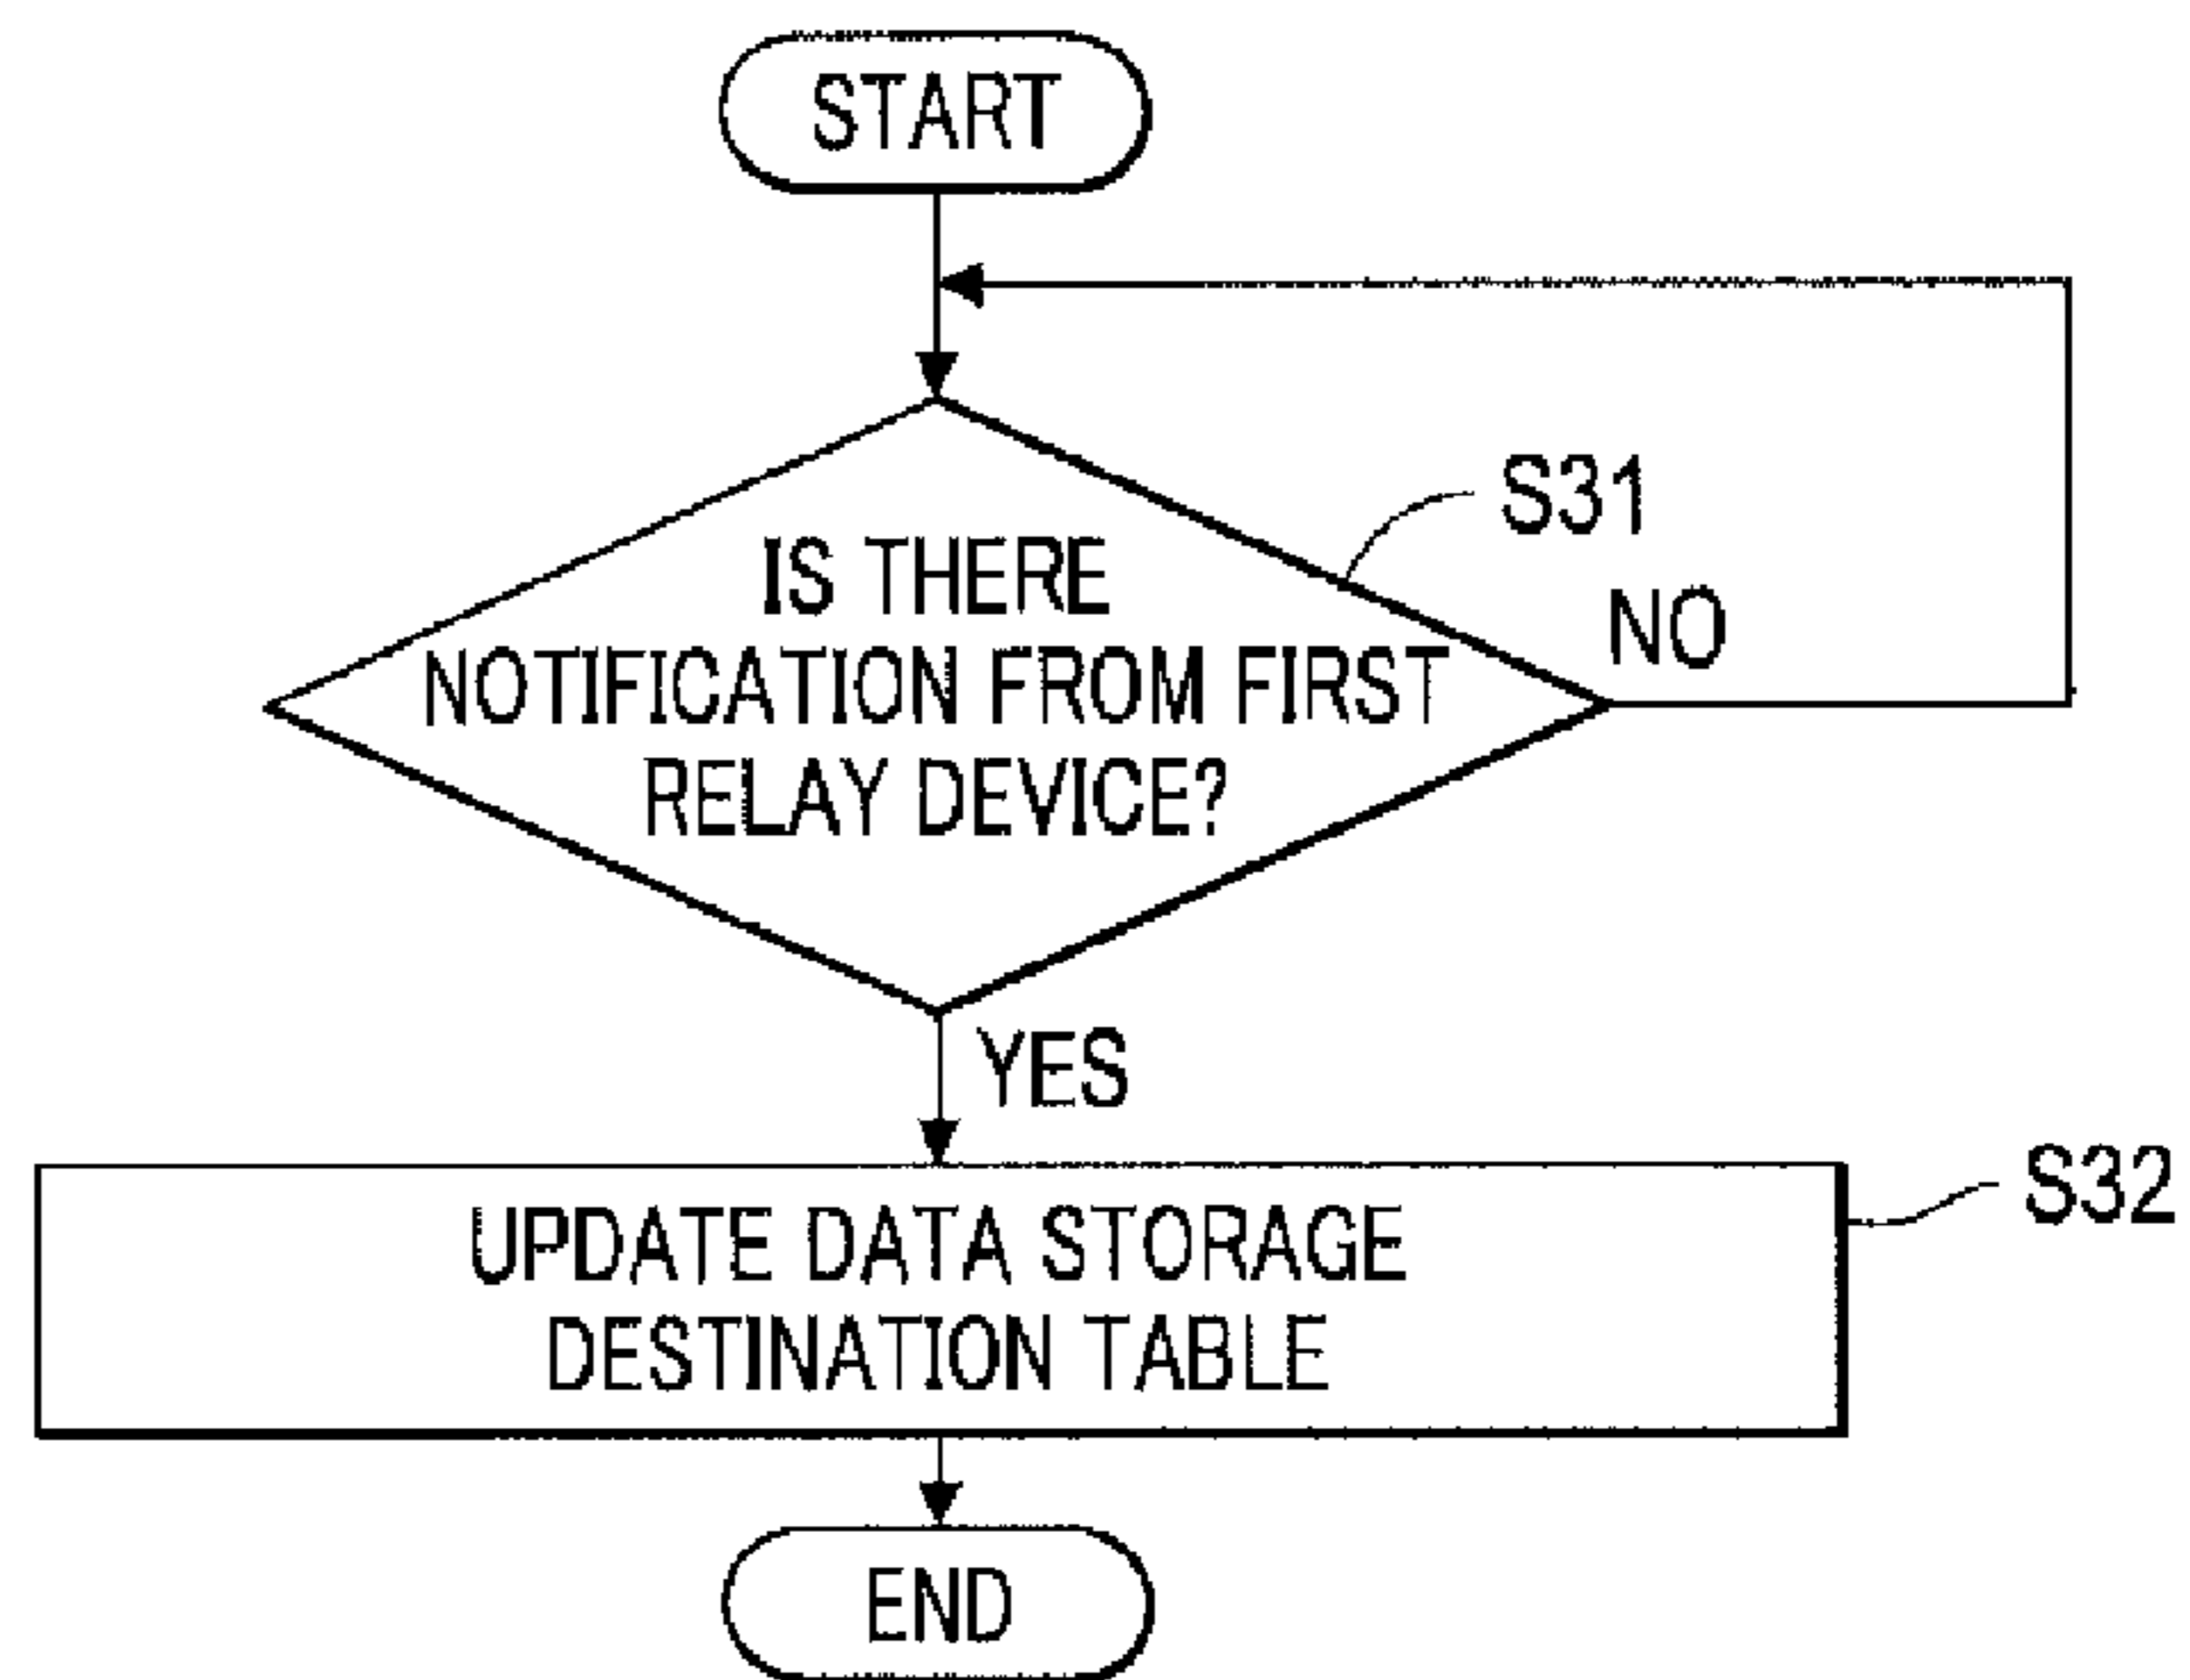 START
S31
IS THERE
NO
NOTIFICATION FROM FIRST
RELAY DEVICE?
YES
UPDATE DATA STORAGE
DESTINATION TABLE
S32
END